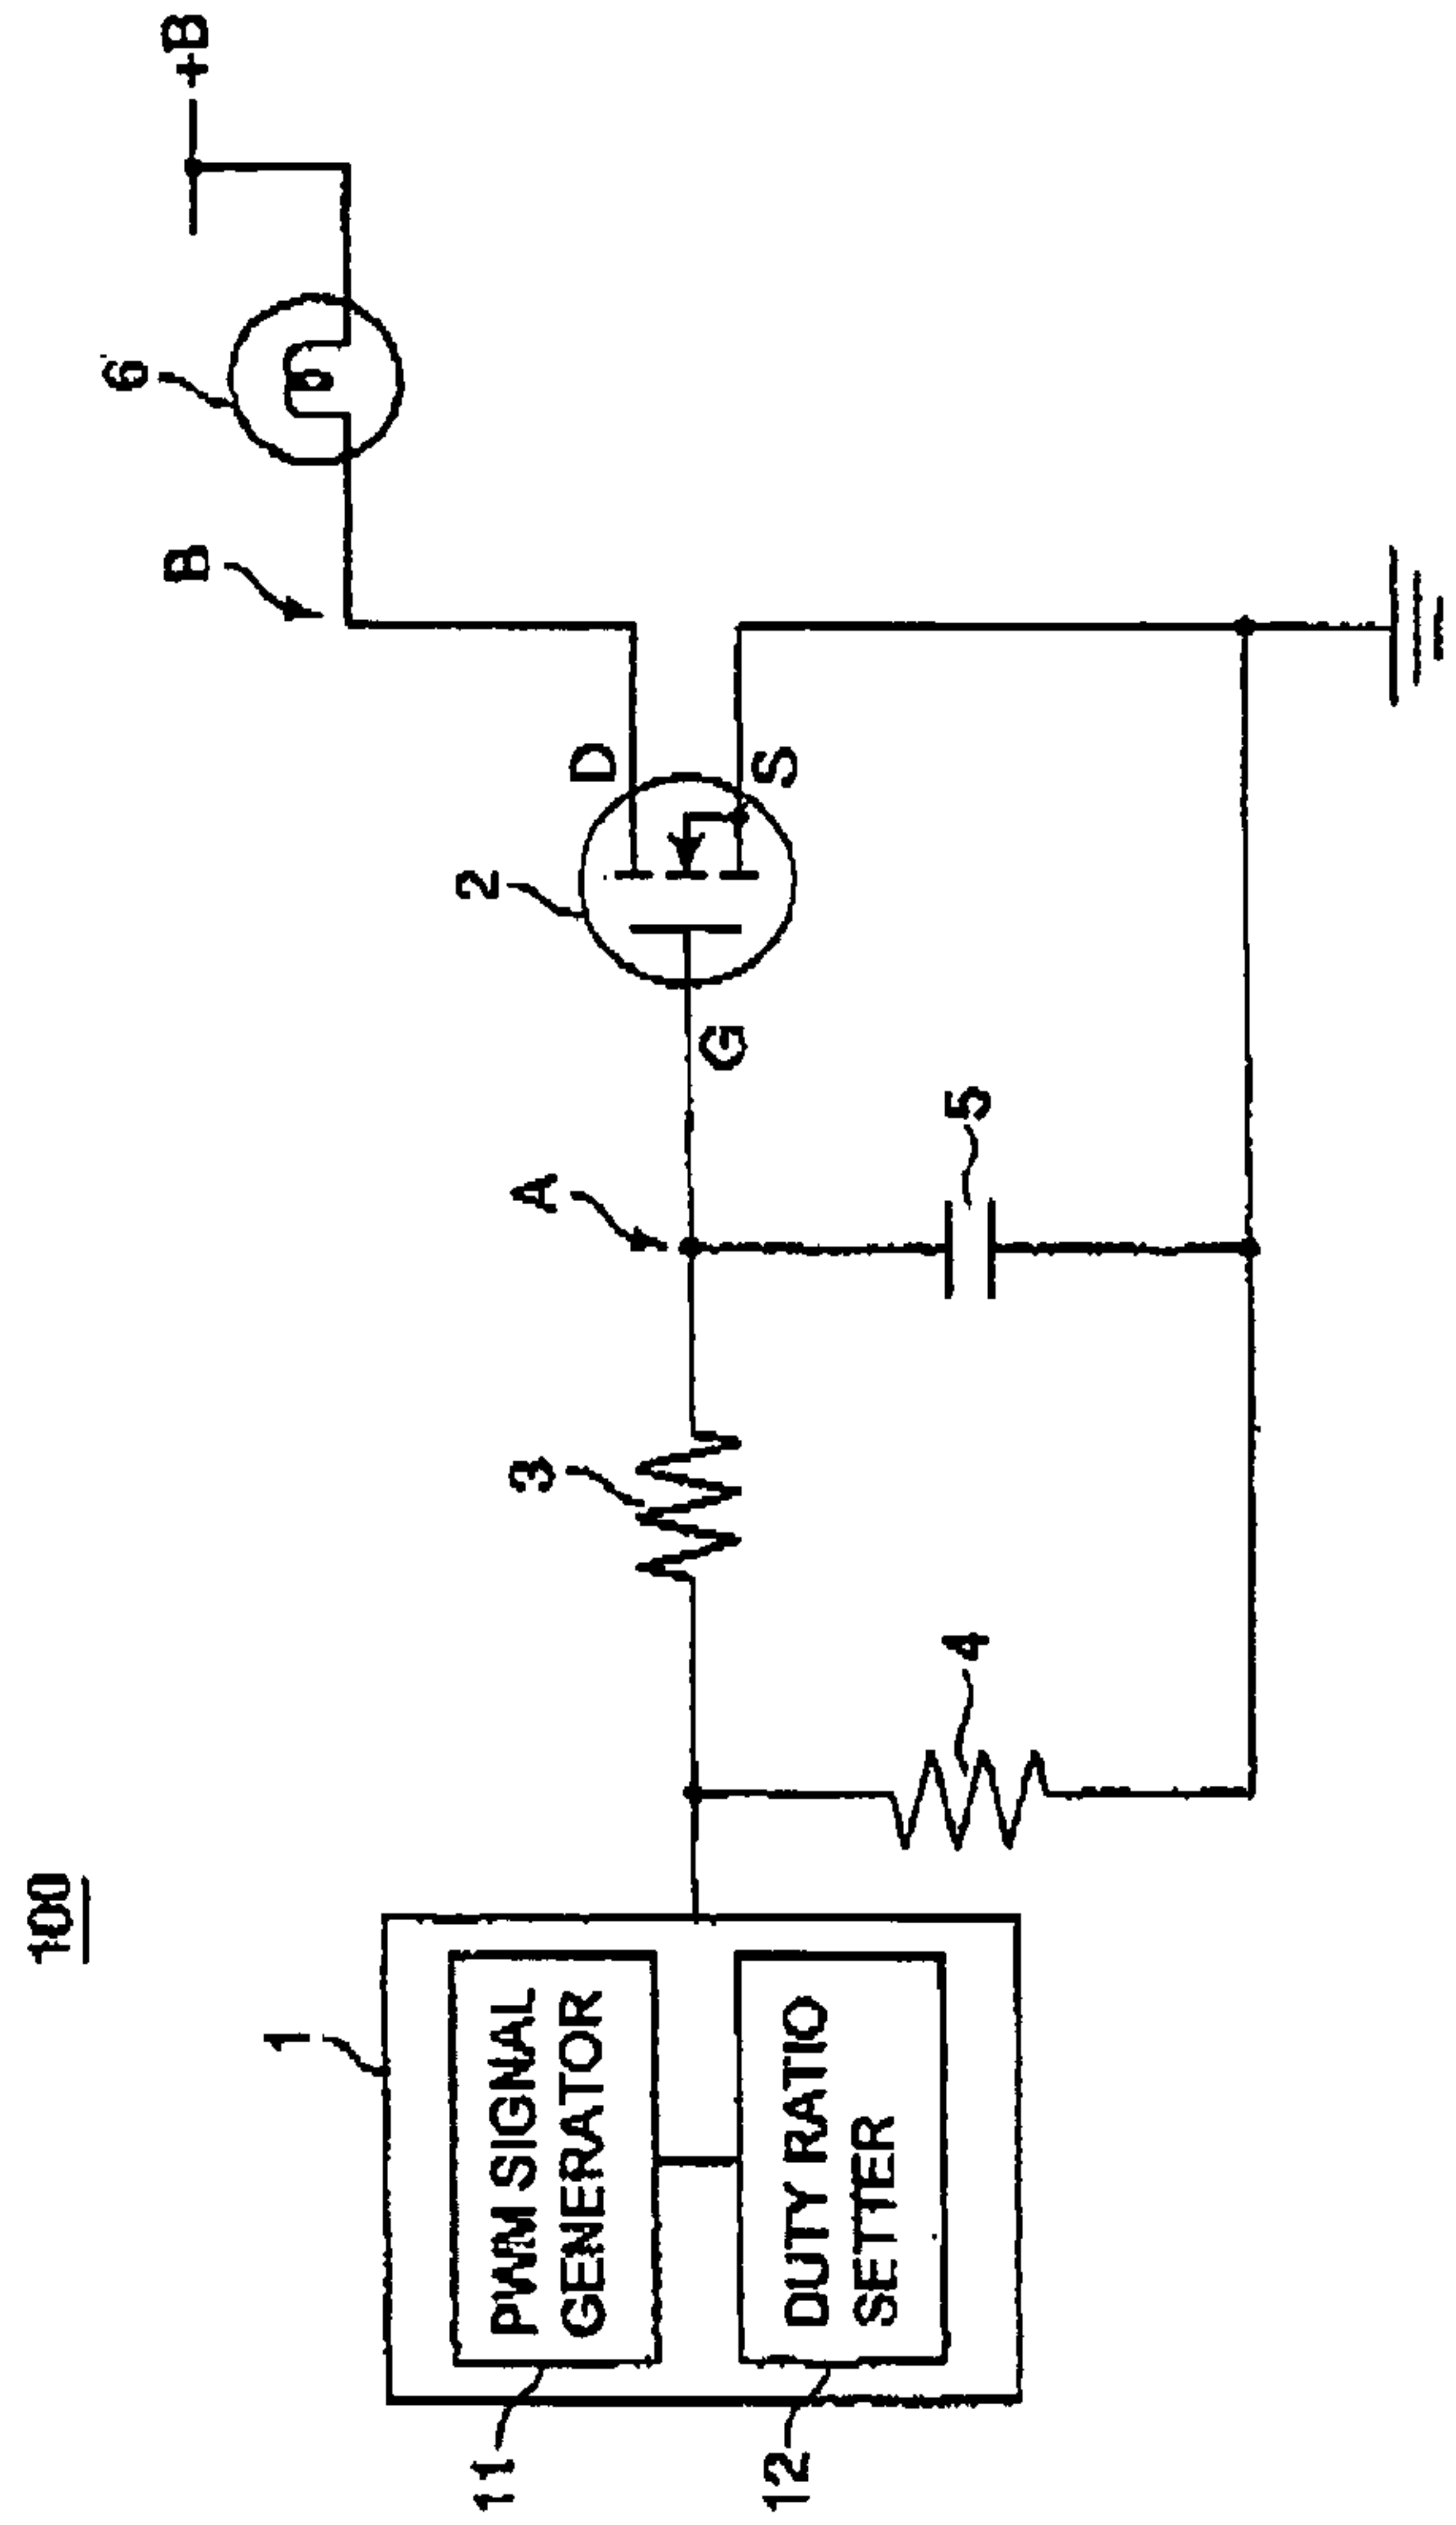 100
1
PWM SIGNAL
GENERATOR
11
DUTY RATIO
SETTER
12
3
4
A
5
G
2
D
S
B
6
+B